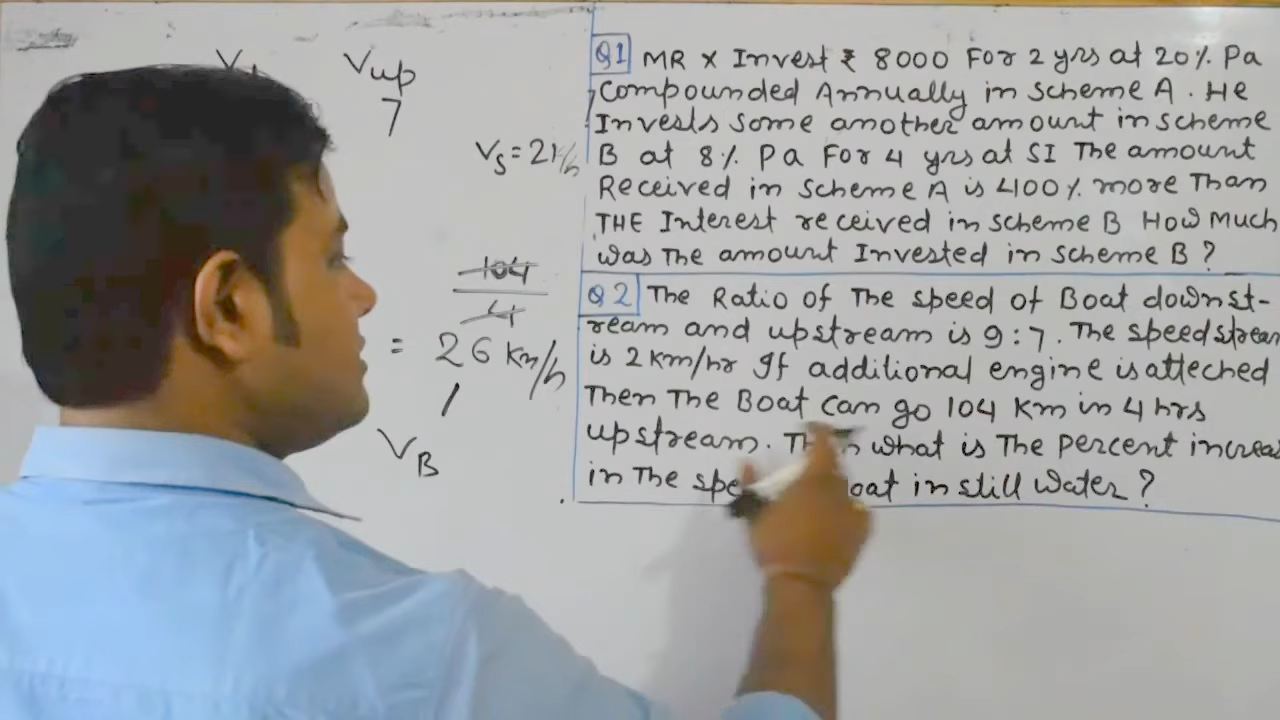 Vup
7
Vs = 21
104
4
= 26 Km/h
VB
Q1 MR X Invest ₹ 8000 For 2 yrs at 20% Pa
Compounded Annually in scheme A. He
Invests some another amount in scheme
B at 8% Pa For 4 yrs at SI The amount
Received in scheme A is 400% more Than
THE Interest received in scheme B How Much
was The amount Invested in scheme B ?
Q2 The Ratio of The speed of Boat downst-
ream and upstream is 9:7. The speed stream
is 2 km/hr If additional engine is atteched
Then The Boat can go 104 Km in 4 hrs
upstream. what is The Percent increas
in The in still water ?